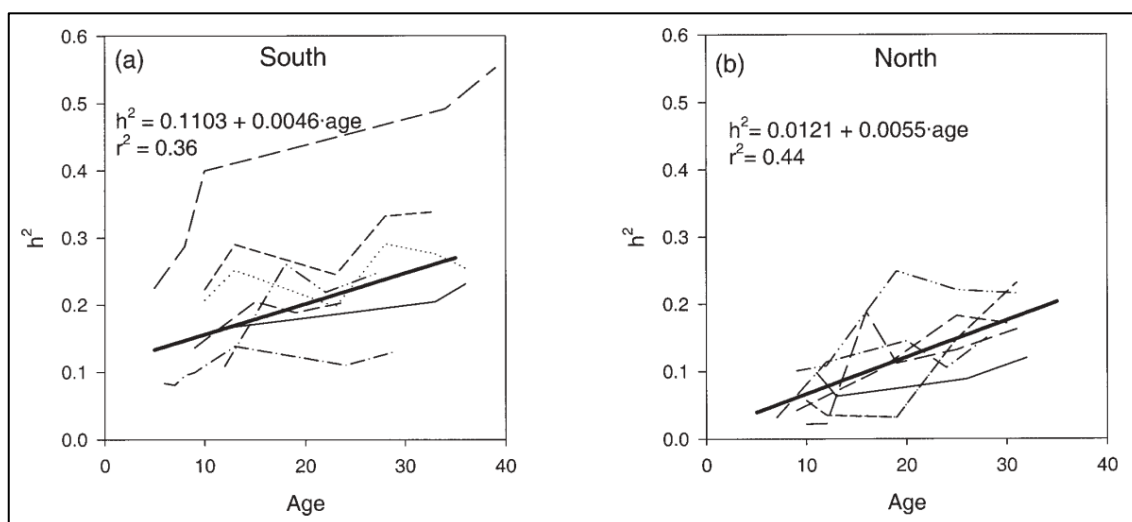 (a) South
h² = 0.1103 + 0.0046·age
r² = 0.36
0.6
0.5
0.4
0.3
0.2
0.1
0.0
h²
0 10 20 30 40
Age
(b) North
h²= 0.0121 + 0.0055·age
r²= 0.44
0.6
0.5
0.4
0.3
0.2
0.1
0.0
h²
0 10 20 30 40
Age